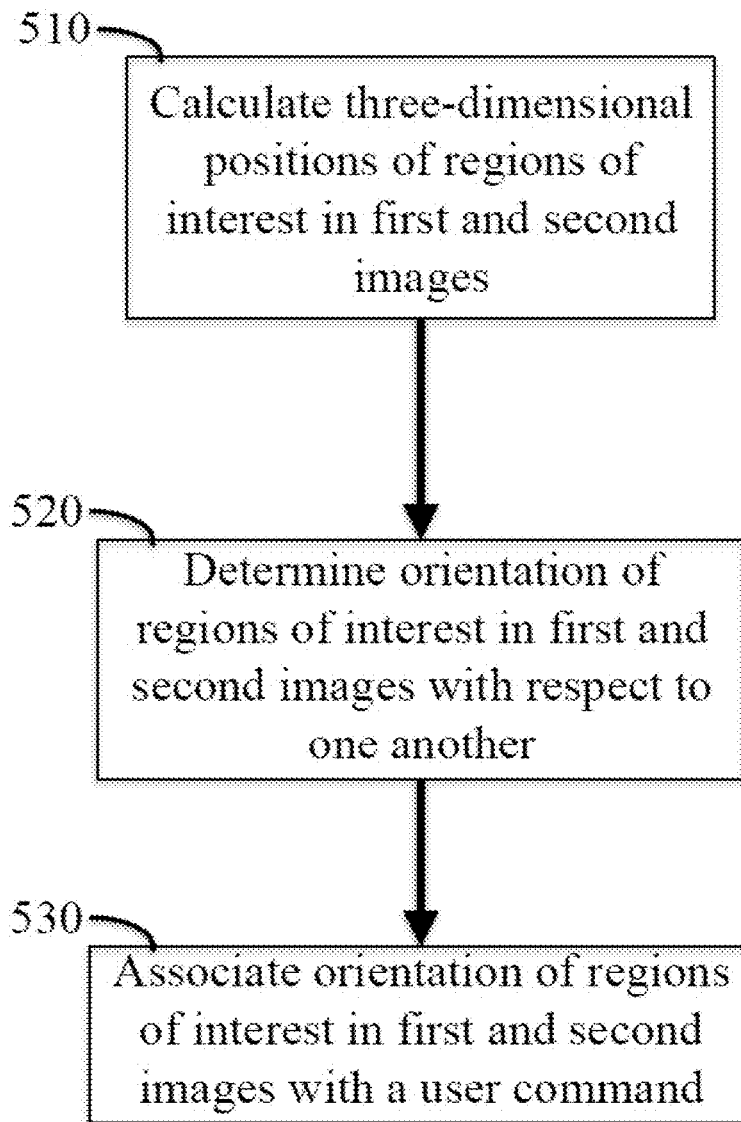 510
Calculate three-dimensional
positions of regions of
interest in first and second
images
520
Determine orientation of
regions of interest in first and
second images with respect to
one another
530
Associate orientation of regions
of interest in first and second
images with a user command